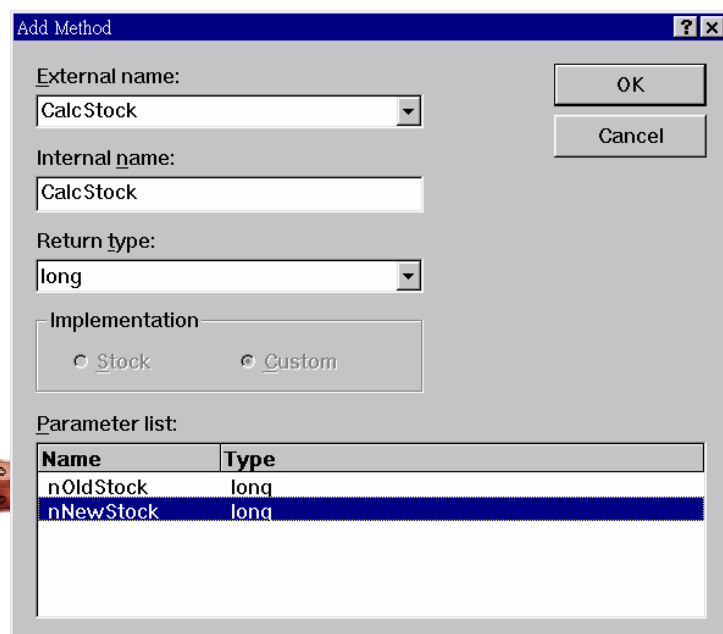 Add Method
External name:
OK
CalcStock
Cancel
Internal name:
CalcStock
Return type:
long
Implementation
Stock Custom
Parameter list:
Name Type
nOldStock long
nNewStock long